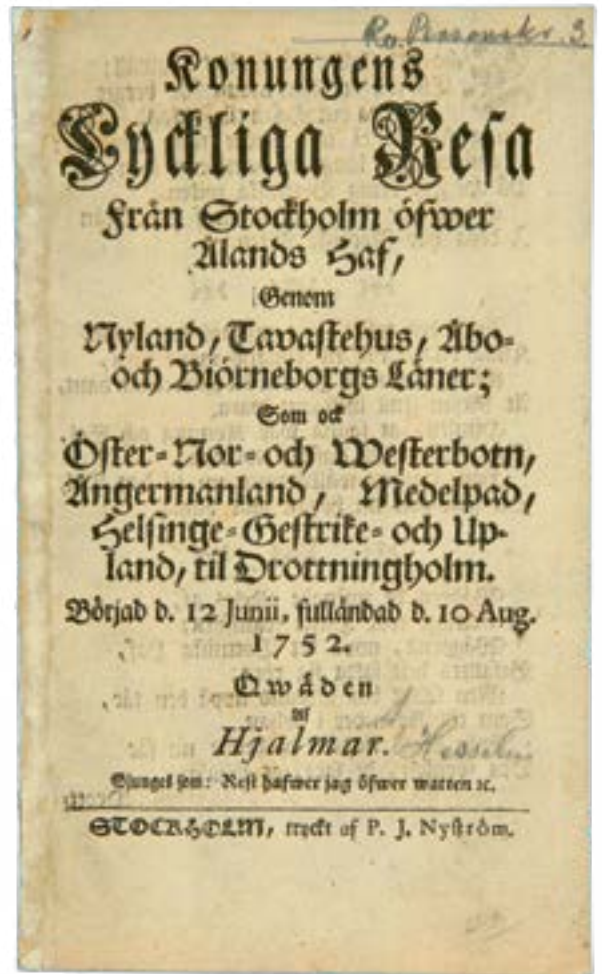 Konungens
Lyckliga Resa
Från Stockholm öfwer
Ålands Haf,
Genom
Nyland, Tavastehus, Åbo-
och Biörneborgs Läner;
Som ock
Öster-Nor- och Westerbotn,
Ångermanland, Medelpad,
Helsinge-Gestrike- och Up-
land, til Drottningholm.
Börjad d. 12 Junii, fulländad d. 10 Aug.
1752.
Qwäden
af
Hjalmar.
Siunges som: Rest hafwer jag öfwer watten ꝛc.
STOCKHOLM, tryckt af P. J. Nyström.